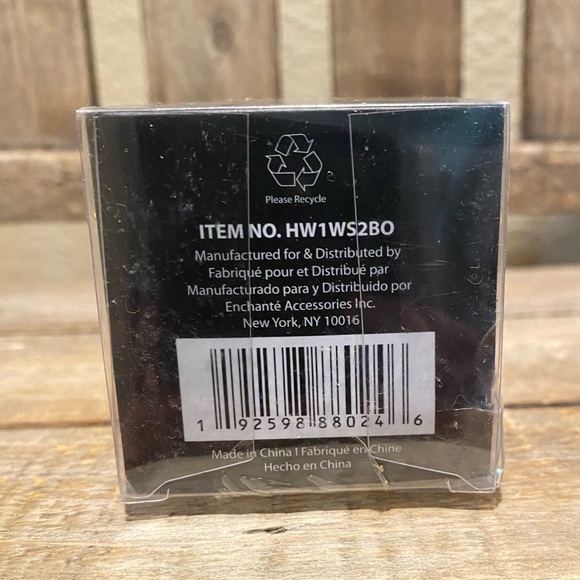 Please Recycle
ITEM NO. HW1WS2BO
Manufactured for & Distributed by
Fabriqué pour et Distribué par
Manufacturado para y Distribuido por
Enchanté Accessories Inc.
New York, NY 10016
1 92598 88024 6
Made in China I Fabriqué en Chine
Hecho en China